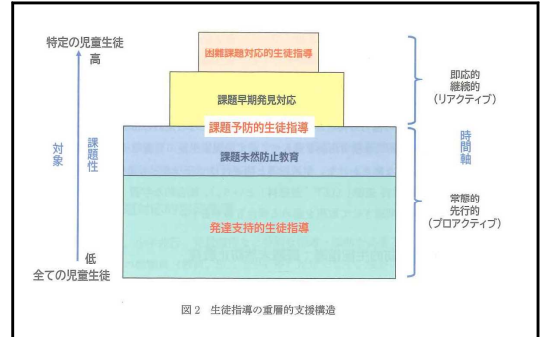 特定の児童生徒
高
困難課題対応的生徒指導
課題早期発見対応
課題予防的生徒指導
課題未然防止教育
発達支持的生徒指導
対象
課題性
低
全ての児童生徒
即応的
継続的
(リアクティブ)
時間軸
常態的
先行的
(プロアクティブ)
図2 生徒指導の重層的支援構造